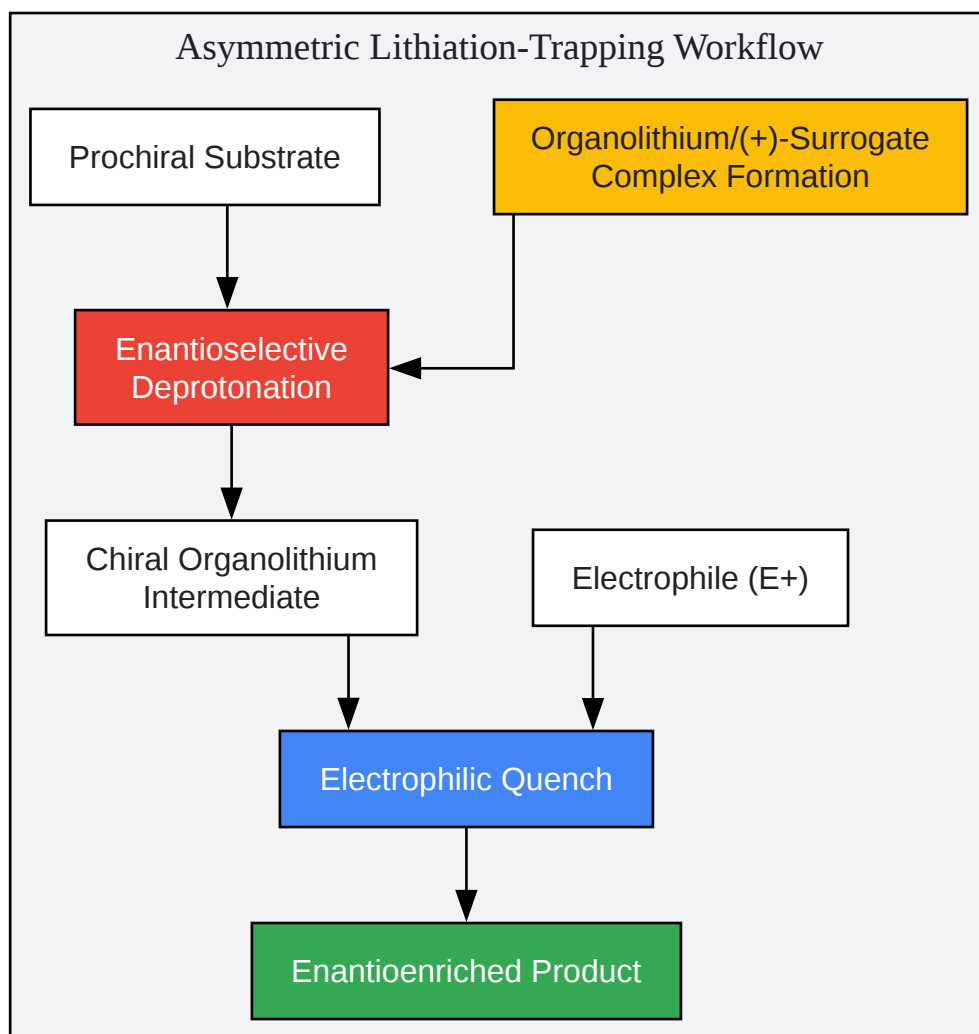 Asymmetric Lithiation-Trapping Workflow
Prochiral Substrate
Organolithium/(+)-Surrogate
Complex Formation
Enantioselective
Deprotonation
Chiral Organolithium
Intermediate
Electrophile (E+)
Electrophilic Quench
Enantioenriched Product